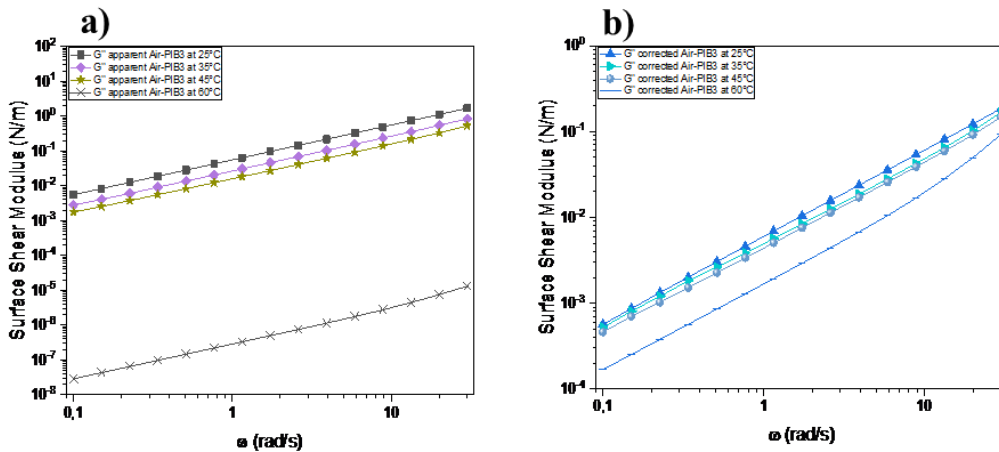 a)
G'' apparent Air-PIB3 at 25ºC
G'' apparent Air-PIB3 at 35ºC
G'' apparent Air-PIB3 at 45ºC
G'' apparent Air-PIB3 at 60ºC
Surface Shear Modulus (N/m)
10²
10¹
10⁰
10⁻¹
10⁻²
10⁻³
10⁻⁴
10⁻⁵
10⁻⁶
10⁻⁷
10⁻⁸
0,1
1
10
ω (rad/s)
b)
G'' corrected Air-PIB3 at 25ºC
G'' corrected Air-PIB3 at 35ºC
G'' corrected Air-PIB3 at 45ºC
G'' corrected Air-PIB3 at 60ºC
Surface Shear Modulus (N/m)
10⁰
10⁻¹
10⁻²
10⁻³
10⁻⁴
0,1
1
10
ω (rad/s)